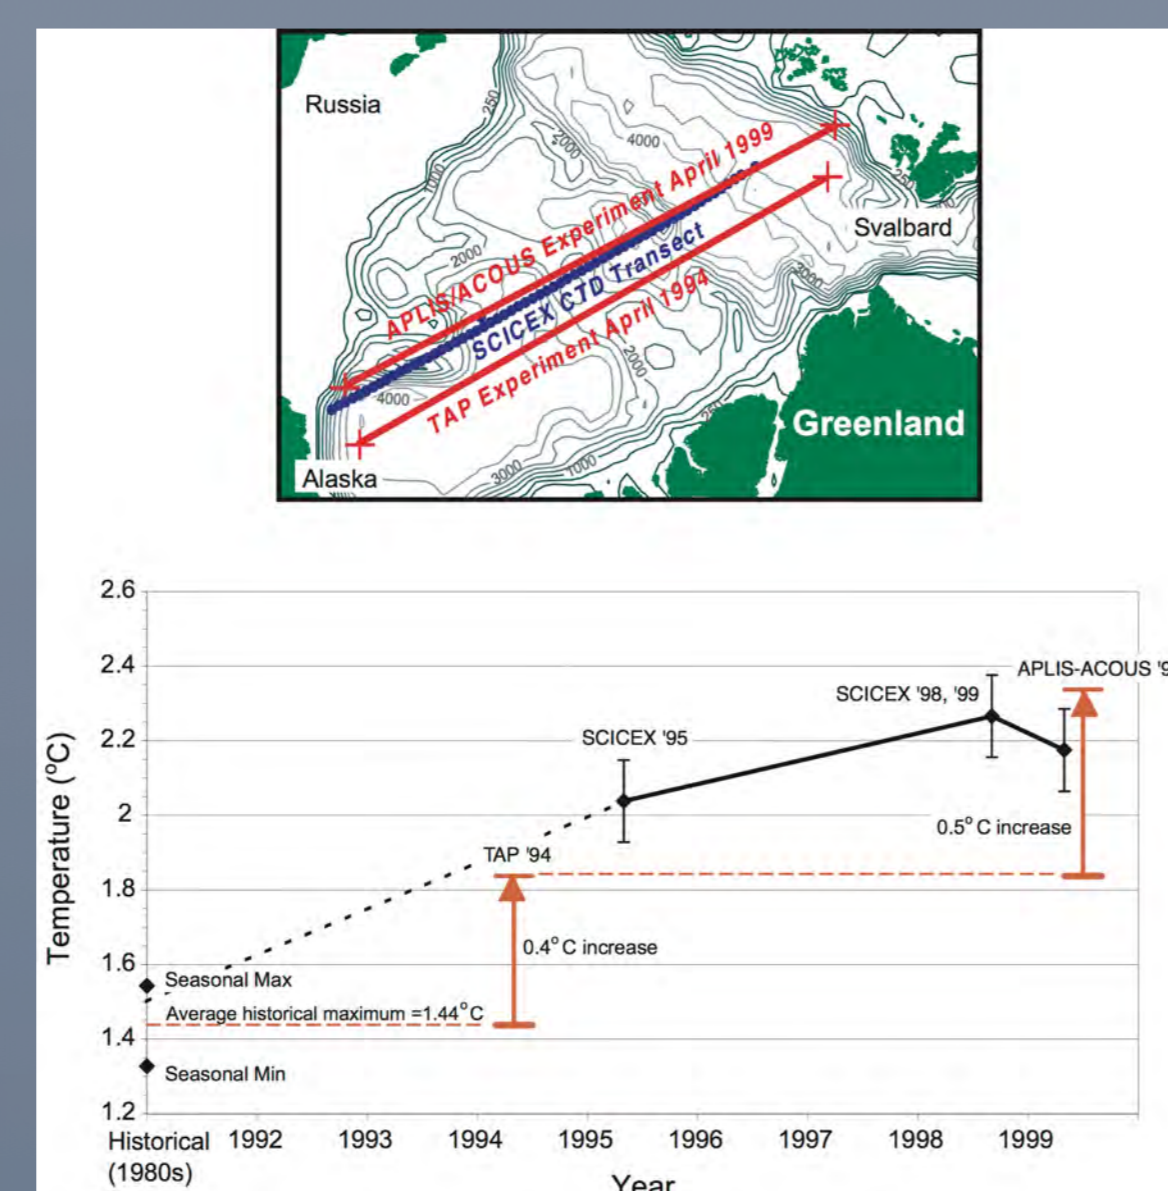 Russia
250
1000
2000
2000
4000
APLIS/ACOUS Experiment April 1999
SCICEX CTD Transect
TAP Experiment April 1994
250
Svalbard
3000
2000
4000
250
Greenland
3000
1000
Alaska
2.6
2.4
2.2
2
1.8
1.6
1.4
1.2
Temperature (°C)
APLIS-ACOUS '9
SCICEX '98, '99
SCICEX '95
0.5° C increase
TAP '94
0.4° C increase
Seasonal Max
Average historical maximum =1.44°C
Seasonal Min
Historical (1980s)
1992
1993
1994
1995
1996
1997
1998
1999
Year